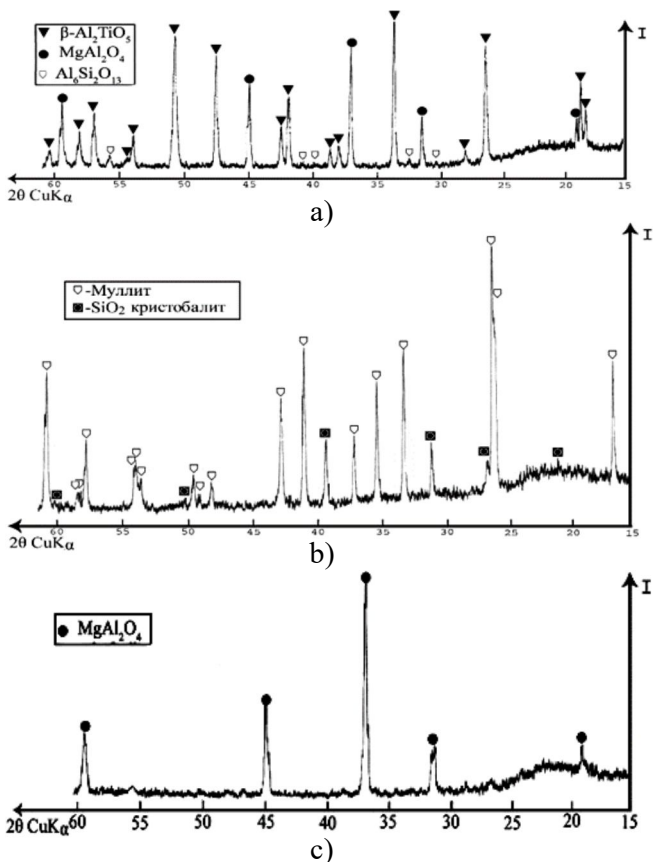 β-Al₂TiO₅
MgAl₂O₄
Al₆Si₂O₁₃
I
60 55 50 45 40 35 30 25 20 15
2θ CuKα
a)
-Муллит
-SiO₂ кристобалит
I
60 55 50 45 40 35 30 25 20 15
2θ CuKα
b)
MgAl₂O₄
I
2θ CuKα 60 55 50 45 40 35 30 25 20 15
c)